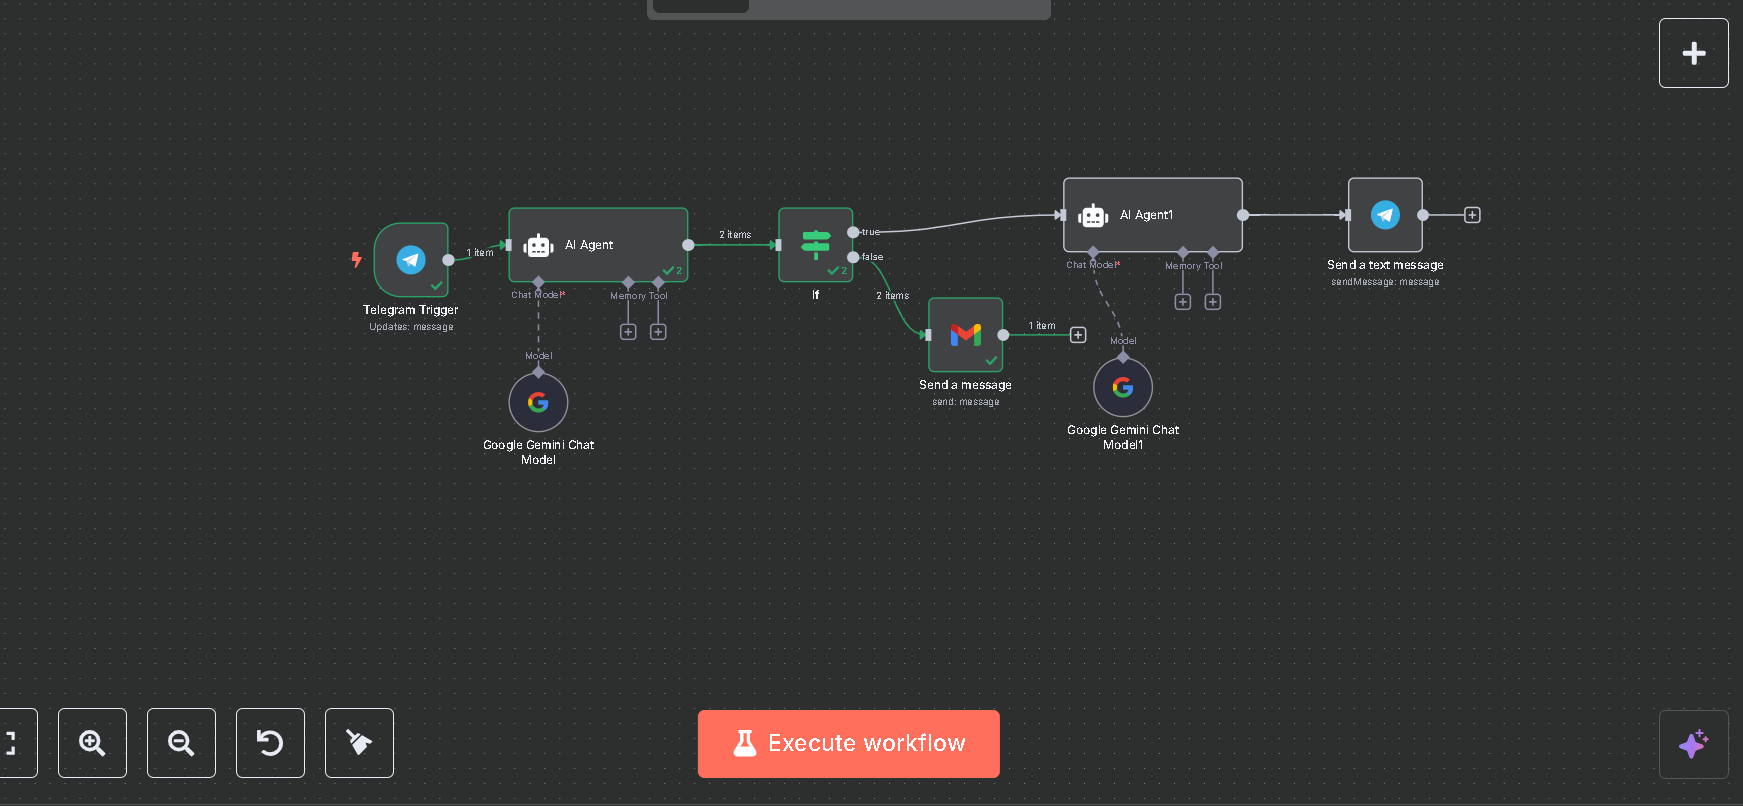 AI Agent1
true
2 items
1 item
AI Agent
false
2
2
Chat Model*
Memory
Tool
Send a text message
sendMessage: message
If
2 items
Chat Model*
Memory
Tool
Telegram Trigger
Updates: message
1 item
Model
Model
Send a message
send: message
Google Gemini Chat
Model1
Google Gemini Chat
Model
Execute workflow